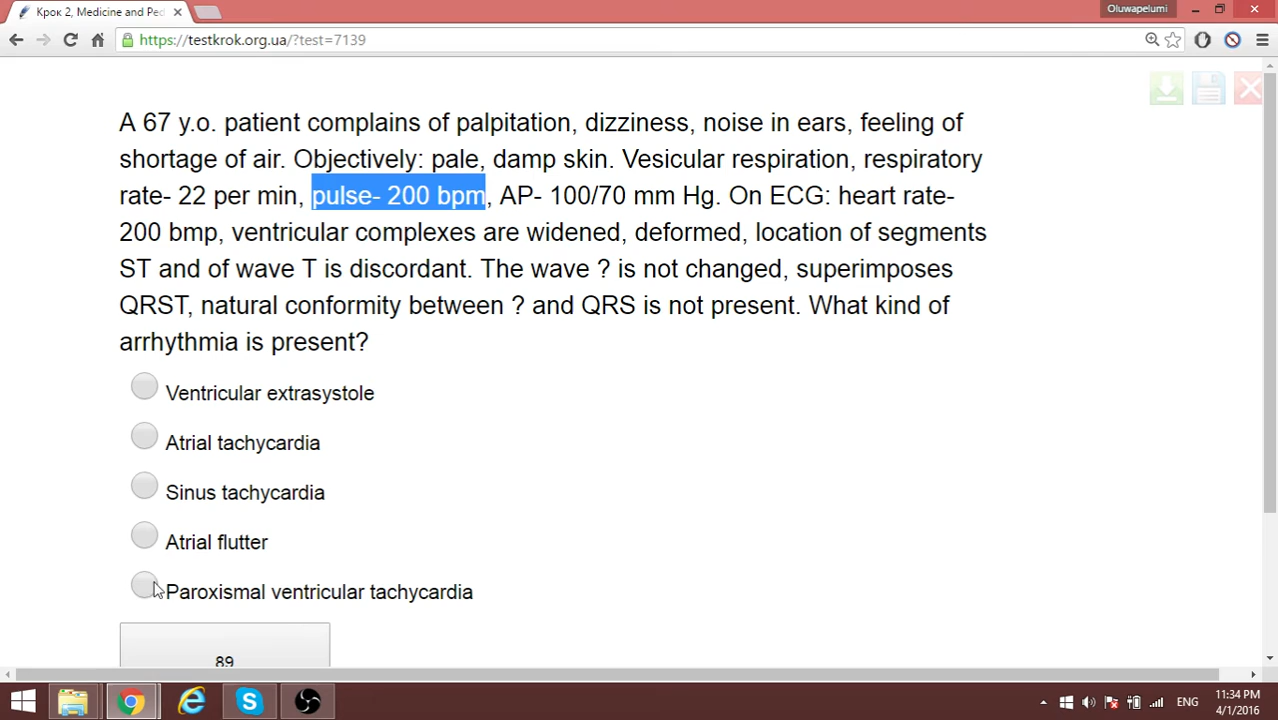 Крок 2, Medicine and Ped
Oluwapelumi
https://testkrok.org.ua/?test=7139
A 67 y.o. patient complains of palpitation, dizziness, noise in ears, feeling of
shortage of air. Objectively: pale, damp skin. Vesicular respiration, respiratory
rate- 22 per min, pulse- 200 bpm, AP- 100/70 mm Hg. On ECG: heart rate-
200 bmp, ventricular complexes are widened, deformed, location of segments
ST and of wave T is discordant. The wave ? is not changed, superimposes
QRST, natural conformity between ? and QRS is not present. What kind of
arrhythmia is present?
Ventricular extrasystole
Atrial tachycardia
Sinus tachycardia
Atrial flutter
Paroxismal ventricular tachycardia
89
ENG
11:34 PM
4/1/2016